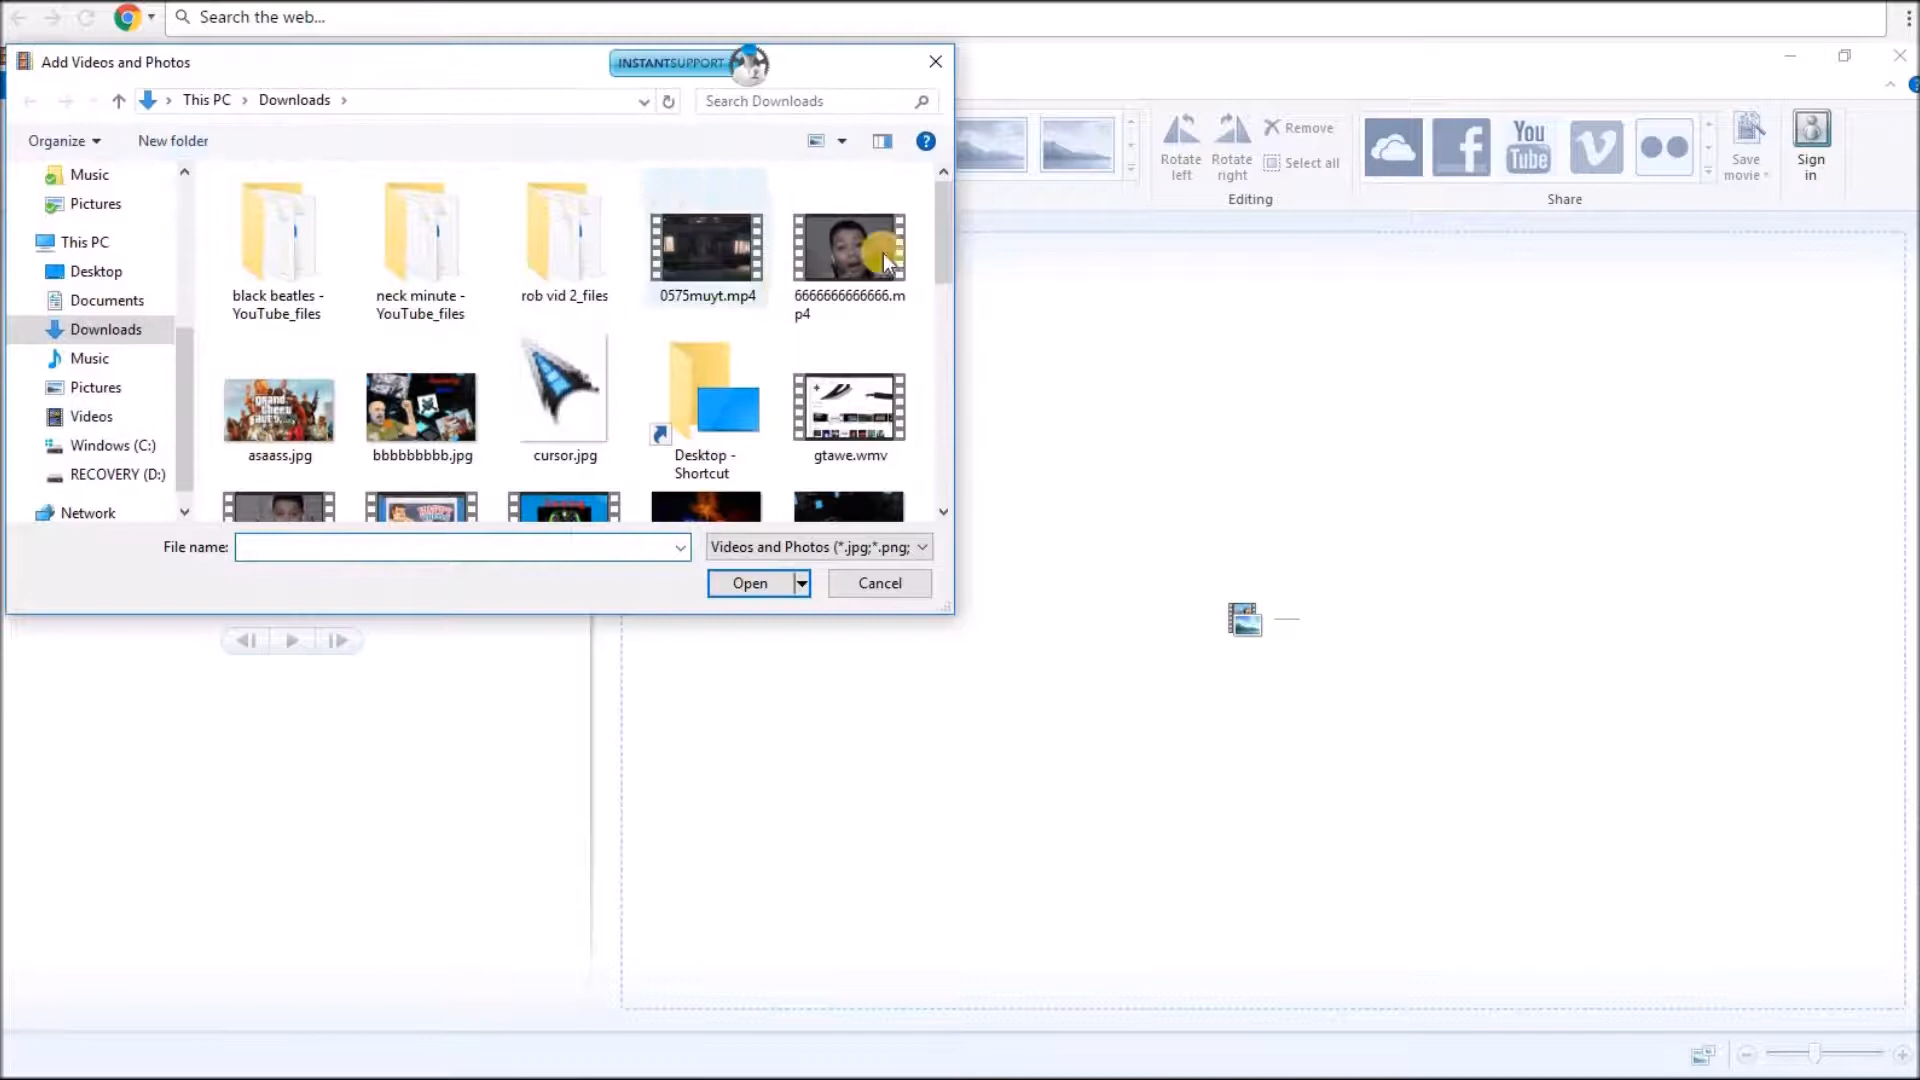 Search the web...
Add Videos and Photos
INSTANTSUPPORT
This PC
Downloads
Search Downloads
Organize
New folder
Remove
Select all
Rotate
left
Rotate
right
Editing
You
Tube
Share
Save
movie
Sign
in
Music
Pictures
This PC
Desktop
Documents
Downloads
Music
Pictures
Videos
Windows (C:)
RECOVERY (D:)
Network
black beatles -
YouTube_files
neck minute -
YouTube_files
rob vid 2_files
0575muyt.mp4
6666666666666.m
p4
grand
theft
auto
asaass.jpg
bbbbbbbbb.jpg
cursor.jpg
Desktop -
Shortcut
gtawe.wmv
File name:
Videos and Photos (*.jpg;*.png;
Open
Cancel